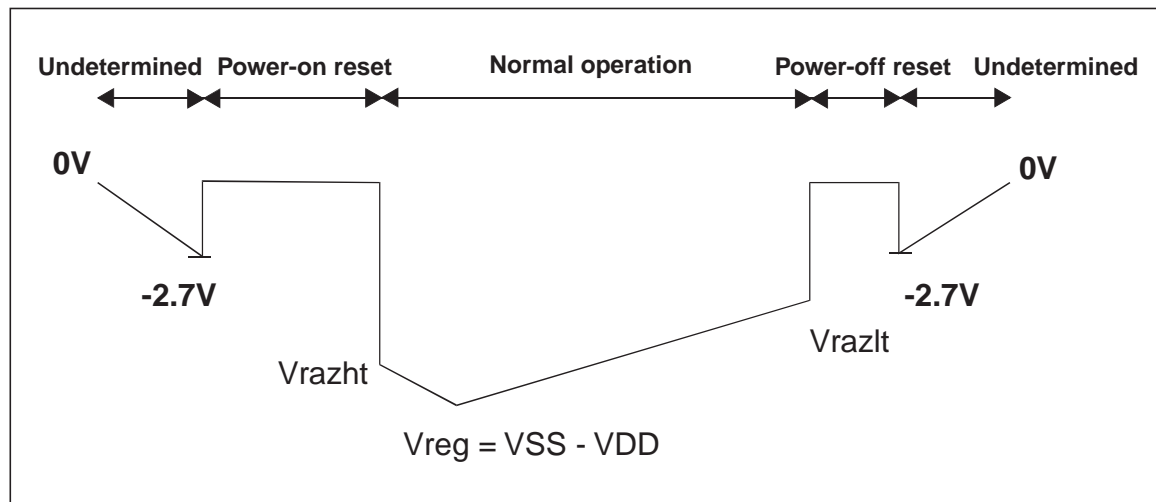 Undetermined Power-on reset Normal operation Power-off reset Undetermined
0V 0V
-2.7V -2.7V
Vrazlt
Vrazht
Vreg = VSS - VDD